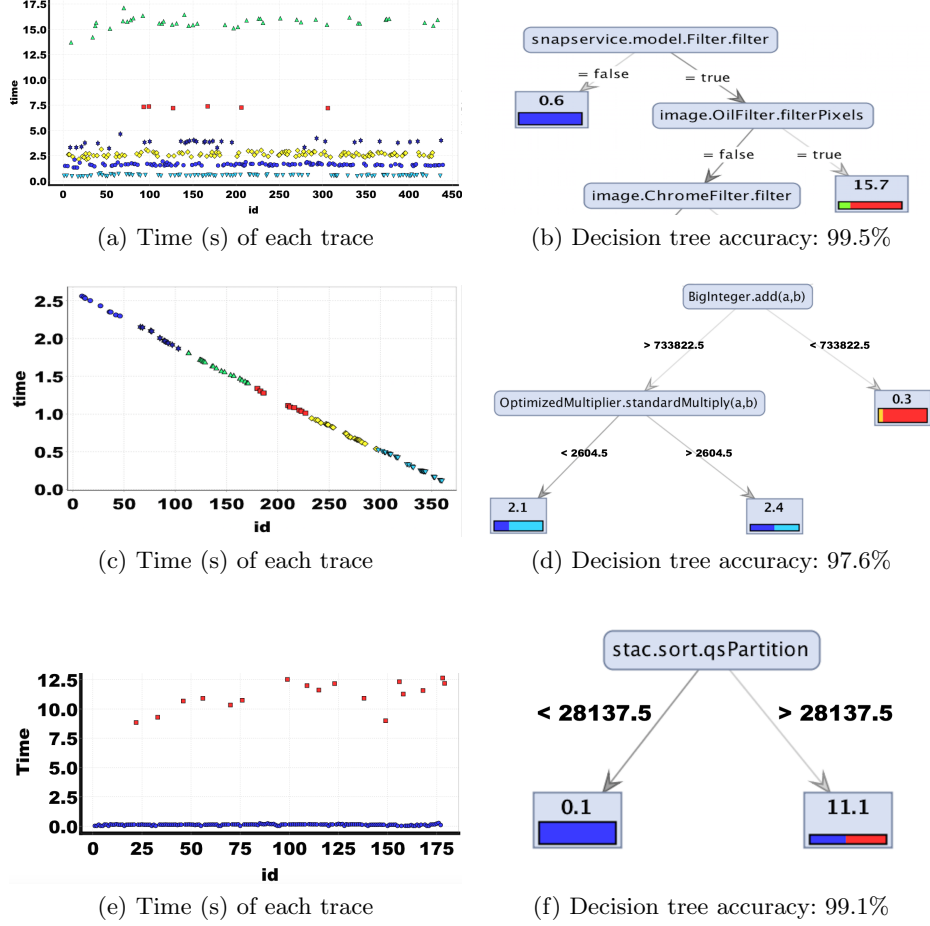 17.5
15.0
12.5
10.0
7.5
5.0
2.5
0.0
time
0 50 100 150 200 250 300 350 400 450
id
(a) Time (s) of each trace
snapservice.model.Filter.filter
= false
= true
0.6
image.OilFilter.filterPixels
= false
= true
image.ChromeFilter.filter
15.7
(b) Decision tree accuracy: 99.5%
2.5
2.0
1.5
1.0
0.5
0.0
time
0 50 100 150 200 250 300 350
id
(c) Time (s) of each trace
BigInteger.add(a,b)
> 733822.5
< 733822.5
OptimizedMultiplier.standardMultiply(a,b)
0.3
< 2604.5
> 2604.5
2.1
2.4
(d) Decision tree accuracy: 97.6%
12.5
10.0
7.5
5.0
2.5
0.0
Time
0 25 50 75 100 125 150 175
id
(e) Time (s) of each trace
stac.sort.qsPartition
< 28137.5
> 28137.5
0.1
11.1
(f) Decision tree accuracy: 99.1%